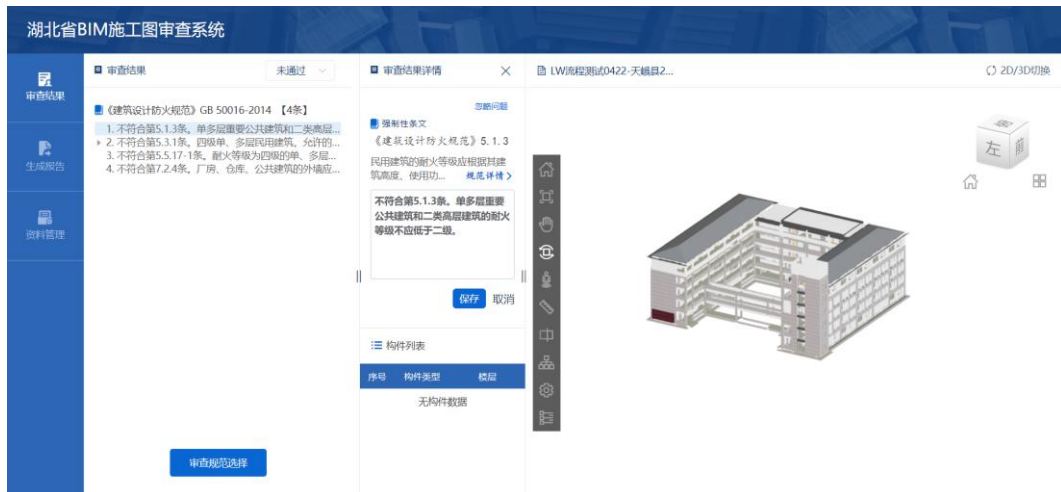 湖北省BIM施工图审查系统
审查结果
生成报告
资料管理
审查结果
未通过
《建筑设计防火规范》GB 50016-2014 【4条】
1. 不符合第5.1.3条。单多层重要公共建筑和二类高层...
2. 不符合第5.3.1条。四级单、多层民用建筑，允许的...
3. 不符合第5.5.17-1条。耐火等级为四级的单、多层...
4. 不符合第7.2.4条。厂房、仓库、公共建筑的外墙应...
审查规范选择
审查结果详情
忽略问题
强制性条文
《建筑设计防火规范》5.1.3
民用建筑的耐火等级应根据其建
筑高度、使用功... 规范详情 >
不符合第5.1.3条。单多层重要
公共建筑和二类高层建筑的耐火
等级不应低于二级。
保存 取消
构件列表
序号 构件类型 楼层
无构件数据
LW流程测试0422-天峨县2...
2D/3D切换
左
前